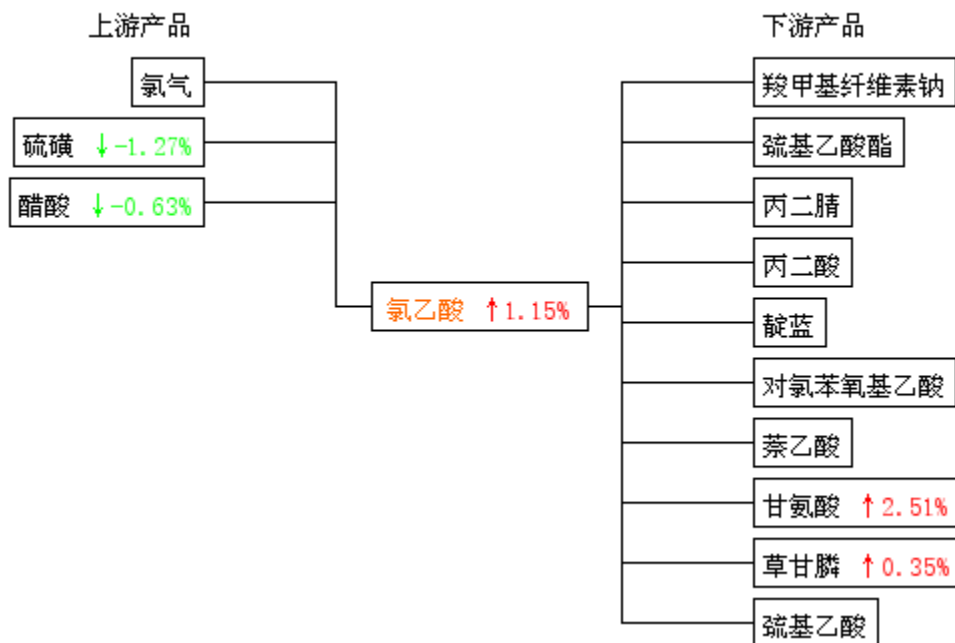 上游产品
下游产品
氯气
硫磺 ↓-1.27%
醋酸 ↓-0.63%
氯乙酸 ↑1.15%
羧甲基纤维素钠
巯基乙酸酯
丙二腈
丙二酸
靛蓝
对氯苯氧基乙酸
萘乙酸
甘氨酸 ↑2.51%
草甘膦 ↑0.35%
巯基乙酸